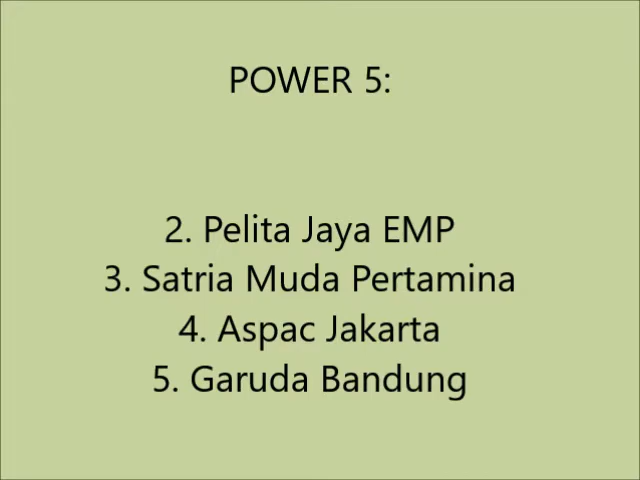 POWER 5:
2. Pelita Jaya EMP
3. Satria Muda Pertamina
4. Aspac Jakarta
5. Garuda Bandung